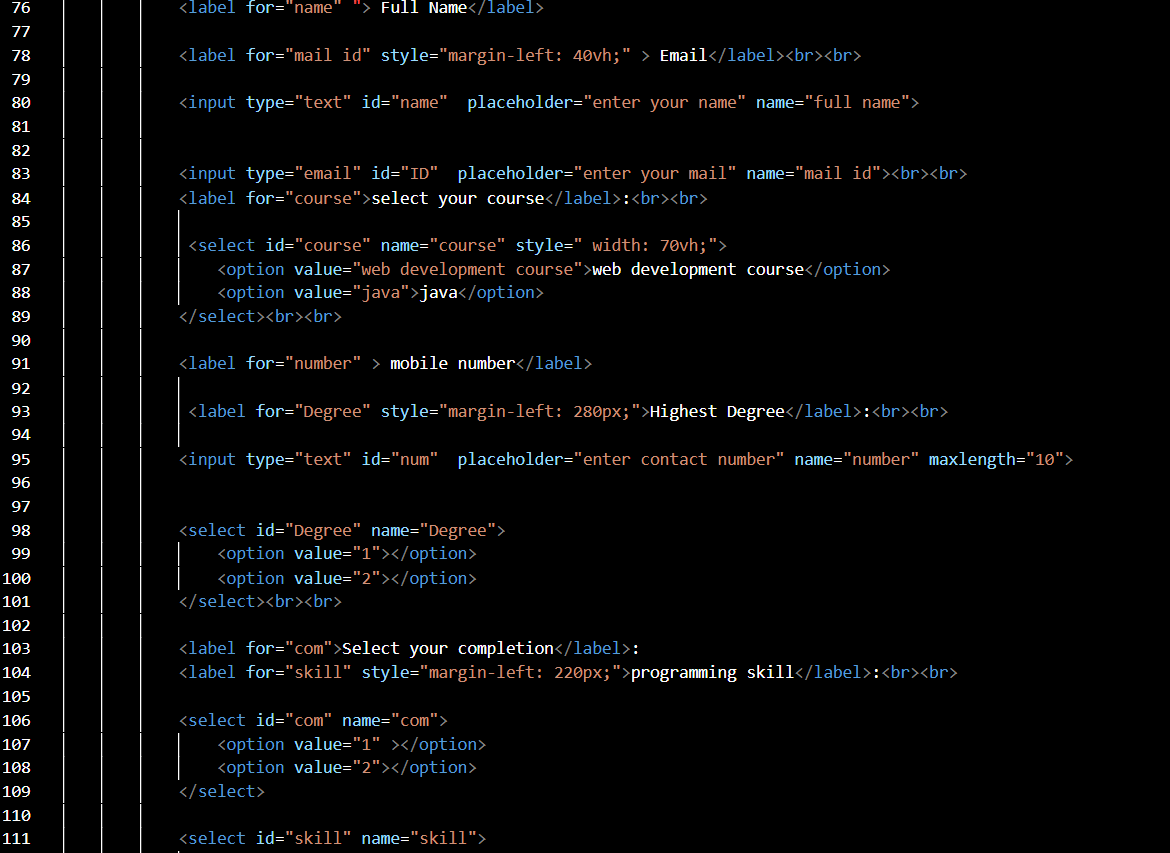 76 <label for="name" "> Full Name</label>
77
78 <label for="mail id" style="margin-left: 40vh;" > Email</label><br><br>
79
80 <input type="text" id="name"  placeholder="enter your name" name="full name">
81
82
83 <input type="email" id="ID"  placeholder="enter your mail" name="mail id"><br><br>
84 <label for="course">select your course</label>:<br><br>
85
86 <select id="course" name="course" style=" width: 70vh;">
87 <option value="web development course">web development course</option>
88 <option value="java">java</option>
89 </select><br><br>
90
91 <label for="number" > mobile number</label>
92
93 <label for="Degree" style="margin-left: 280px;">Highest Degree</label>:<br><br>
94
95 <input type="text" id="num"  placeholder="enter contact number" name="number" maxlength="10">
96
97
98 <select id="Degree" name="Degree">
99 <option value="1"></option>
100 <option value="2"></option>
101 </select><br><br>
102
103 <label for="com">Select your completion</label>:
104 <label for="skill" style="margin-left: 220px;">programming skill</label>:<br><br>
105
106 <select id="com" name="com">
107 <option value="1" ></option>
108 <option value="2"></option>
109 </select>
110
111 <select id="skill" name="skill">